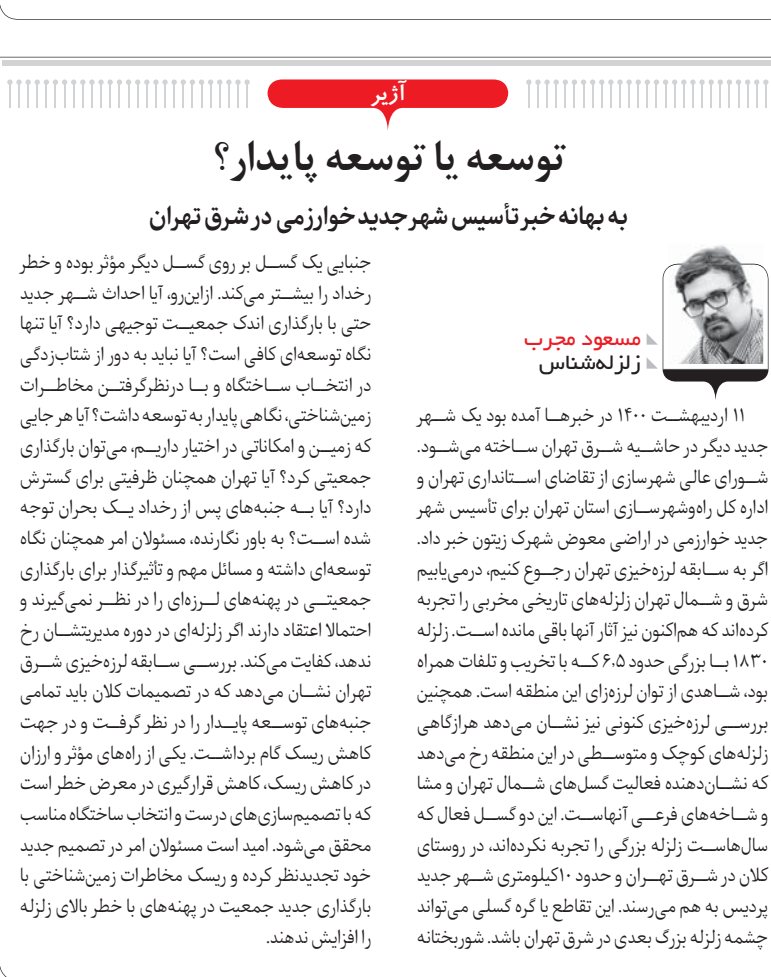 آژیر
توسعه یا توسعه پایدار؟
به بهانه خبر تأسیس شهر جدید خوارزمی در شرق تهران
مسعود مجرب
زلزله‌شناس
۱۱ اردیبهشت ۱۴۰۰ در خبرها آمده بود یک شهر
جدید دیگر در حاشیه شرق تهران ساخته می‌شود.
شورای عالی شهرسازی از تقاضای استانداری تهران و
اداره کل راه‌وشهرسازی استان تهران برای تأسیس شهر
جدید خوارزمی در اراضی معوض شهرک زیتون خبر داد.
اگر به سابقه لرزه‌خیزی تهران رجوع کنیم، درمی‌یابیم
شرق و شمال تهران زلزله‌های تاریخی مخربی را تجربه
کرده‌اند که هم‌اکنون نیز آثار آنها باقی مانده است. زلزله
۱۸۳۰ با بزرگی حدود ۶٫۵ که با تخریب و تلفات همراه
بود، شاهدی از توان لرزه‌زای این منطقه است. همچنین
بررسی لرزه‌خیزی کنونی نیز نشان می‌دهد هرازگاهی
زلزله‌های کوچک و متوسطی در این منطقه رخ می‌دهد
که نشان‌دهنده فعالیت گسل‌های شمال تهران و مشا
و شاخه‌های فرعی آنهاست. این دو گسل فعال که
سال‌هاست زلزله بزرگی را تجربه نکرده‌اند، در روستای
کلان در شرق تهران و حدود ۱۰کیلومتری شهر جدید
پردیس به هم می‌رسند. این تقاطع یا گره گسلی می‌تواند
چشمه زلزله بزرگ بعدی در شرق تهران باشد. شوربختانه
جنبایی یک گسل بر روی گسل دیگر مؤثر بوده و خطر
رخداد را بیشتر می‌کند. ازاین‌رو، آیا احداث شهر جدید
حتی با بارگذاری اندک جمعیت توجیهی دارد؟ آیا تنها
نگاه توسعه‌ای کافی است؟ آیا نباید به دور از شتاب‌زدگی
در انتخاب ساختگاه و با درنظرگرفتن مخاطرات
زمین‌شناختی، نگاهی پایدار به توسعه داشت؟ آیا هر جایی
که زمین و امکاناتی در اختیار داریم، می‌توان بارگذاری
جمعیتی کرد؟ آیا تهران همچنان ظرفیتی برای گسترش
دارد؟ آیا به جنبه‌های پس از رخداد یک بحران توجه
شده است؟ به باور نگارنده، مسئولان امر همچنان نگاه
توسعه‌ای داشته و مسائل مهم و تأثیرگذار برای بارگذاری
جمعیتی در پهنه‌های لرزه‌ای را در نظر نمی‌گیرند و
احتمالا اعتقاد دارند اگر زلزله‌ای در دوره مدیریتشان رخ
ندهد، کفایت می‌کند. بررسی سابقه لرزه‌خیزی شرق
تهران نشان می‌دهد که در تصمیمات کلان باید تمامی
جنبه‌های توسعه پایدار را در نظر گرفت و در جهت
کاهش ریسک گام برداشت. یکی از راه‌های مؤثر و ارزان
در کاهش ریسک، کاهش قرارگیری در معرض خطر است
که با تصمیم‌سازی‌های درست و انتخاب ساختگاه مناسب
محقق می‌شود. امید است مسئولان امر در تصمیم جدید
خود تجدیدنظر کرده و ریسک مخاطرات زمین‌شناختی با
بارگذاری جدید جمعیت در پهنه‌های با خطر بالای زلزله
را افزایش ندهند.